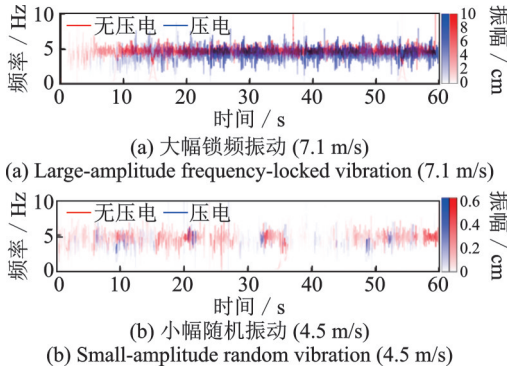 10
无压电 压电
5
0
频率 / Hz
0 10 20 30 40 50 60
时间 / s
10
8
6
4
2
0
振幅 / cm
(a) 大幅锁频振动 (7.1 m/s)
(a) Large-amplitude frequency-locked vibration (7.1 m/s)
10
无压电 压电
5
0
频率 / Hz
0 10 20 30 40 50 60
时间 / s
0.6
0.4
0.2
0
振幅 / cm
(b) 小幅随机振动 (4.5 m/s)
(b) Small-amplitude random vibration (4.5 m/s)